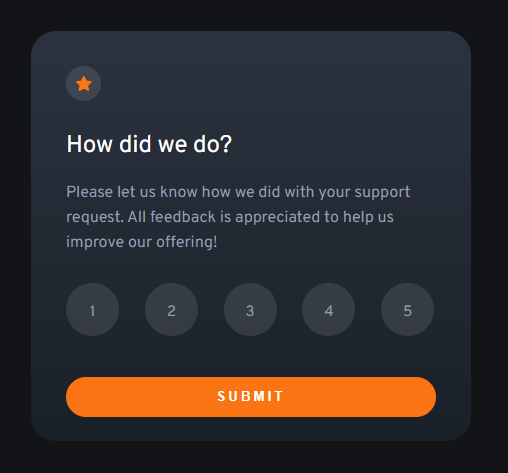 How did we do?
Please let us know how we did with your support
request. All feedback is appreciated to help us
improve our offering!
1 2 3 4 5
SUBMIT